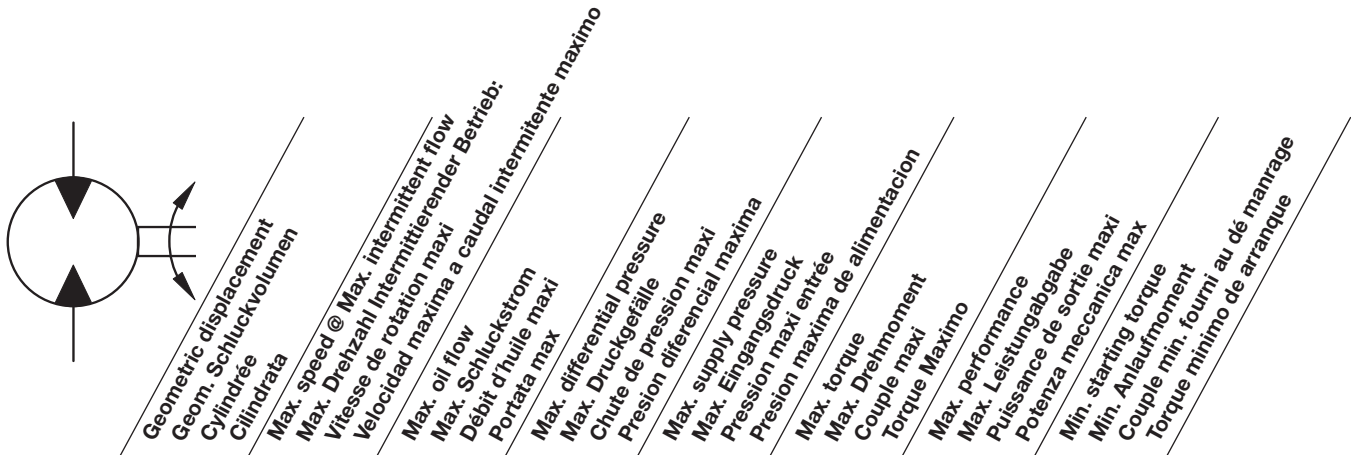 Geometric displacement
Geom. Schluckvolumen
Cylindrée
Cilindrata
Max. speed @ Max. intermittent flow
Max. Drehzahl Intermittierender Betrieb:
Vitesse de rotation maxi
Velocidad maxima a caudal intermitente maximo
Max. oil flow
Max. Schluckstrom
Débit d'huile maxi
Portata max
Max. differential pressure
Max. Druckgefälle
Chute de pression maxi
Presion diferencial maxima
Max. supply pressure
Max. Eingangsdruck
Pression maxi entrée
Presion maxima de alimentacion
Max. torque
Max. Drehmoment
Couple maxi
Torque Maximo
Max. performance
Max. Leistungabgabe
Puissance de sortie maxi
Potenza meccanica max
Min. starting torque
Min. Anlaufmoment
Couple min. fourni au dé manrage
Torque minimo de arranque